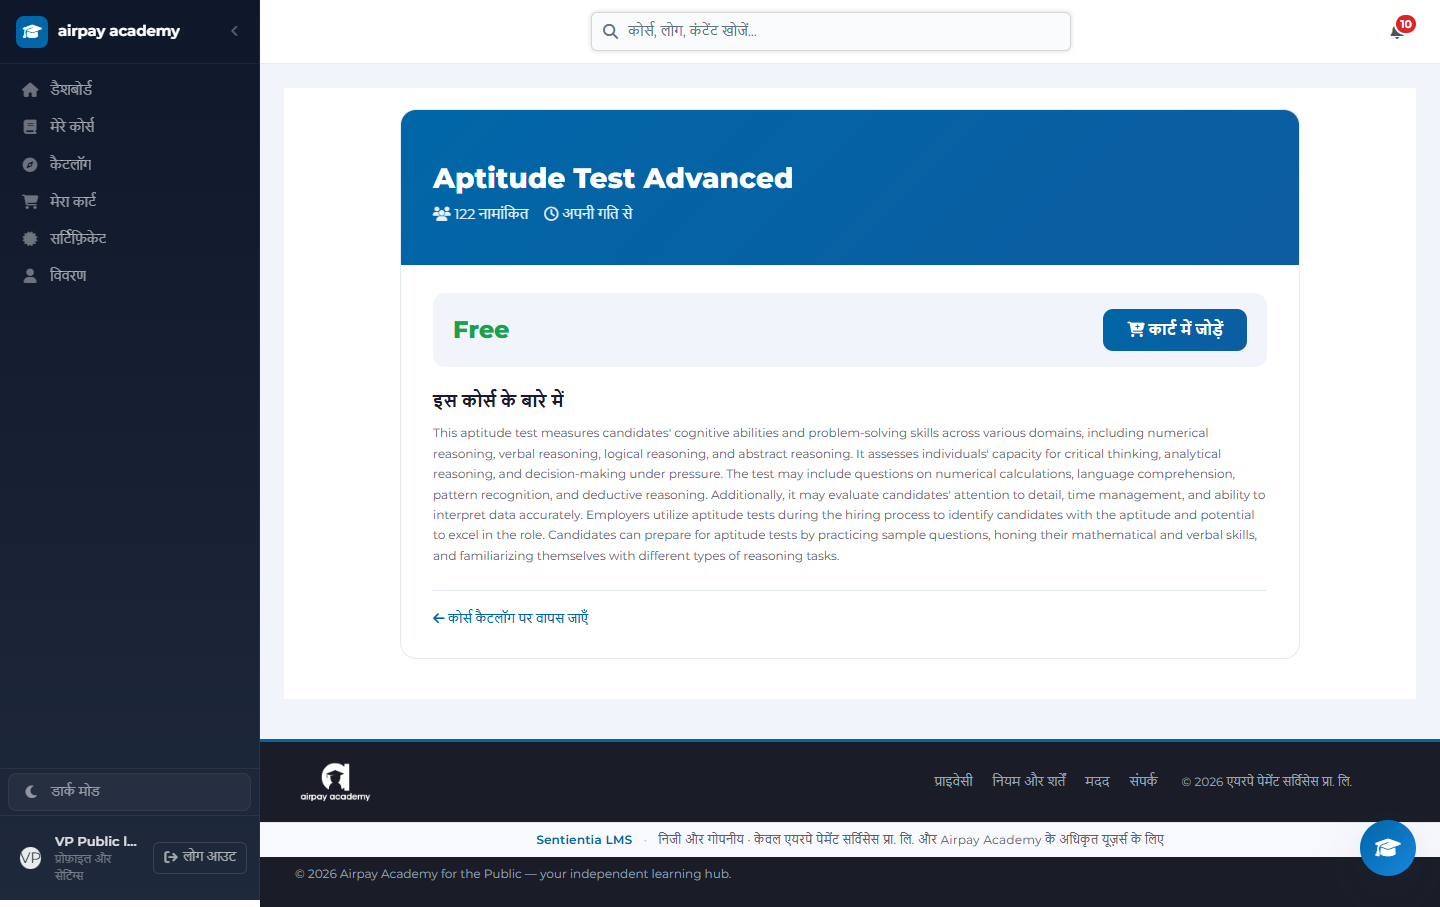 airpay academy
कोर्स, लोग, कंटेंट खोजें...
10
डैशबोर्ड
मेरे कोर्स
कैटलॉग
मेरा कार्ट
सर्टिफ़िकेट
विवरण
Aptitude Test Advanced
122 नामांकित अपनी गति से
Free
कार्ट में जोड़ें
इस कोर्स के बारे में
This aptitude test measures candidates' cognitive abilities and problem-solving skills across various domains, including numerical
reasoning, verbal reasoning, logical reasoning, and abstract reasoning. It assesses individuals' capacity for critical thinking, analytical
reasoning, and decision-making under pressure. The test may include questions on numerical calculations, language comprehension,
pattern recognition, and deductive reasoning. Additionally, it may evaluate candidates' attention to detail, time management, and ability to
interpret data accurately. Employers utilize aptitude tests during the hiring process to identify candidates with the aptitude and potential
to excel in the role. Candidates can prepare for aptitude tests by practicing sample questions, honing their mathematical and verbal skills,
and familiarizing themselves with different types of reasoning tasks.
← कोर्स कैटलॉग पर वापस जाएँ
डार्क मोड
VP
VP Public l...
प्रोफ़ाइल और
सेटिंग्स
लोग आउट
airpay academy
प्राइवेसी नियम और शर्तें मदद संपर्क © 2026 एयरपे पेमेंट सर्विसेस प्रा. लि.
Sentientia LMS · निजी और गोपनीय · केवल एयरपे पेमेंट सर्विसेस प्रा. लि. और Airpay Academy के अधिकृत यूज़र्स के लिए
© 2026 Airpay Academy for the Public — your independent learning hub.